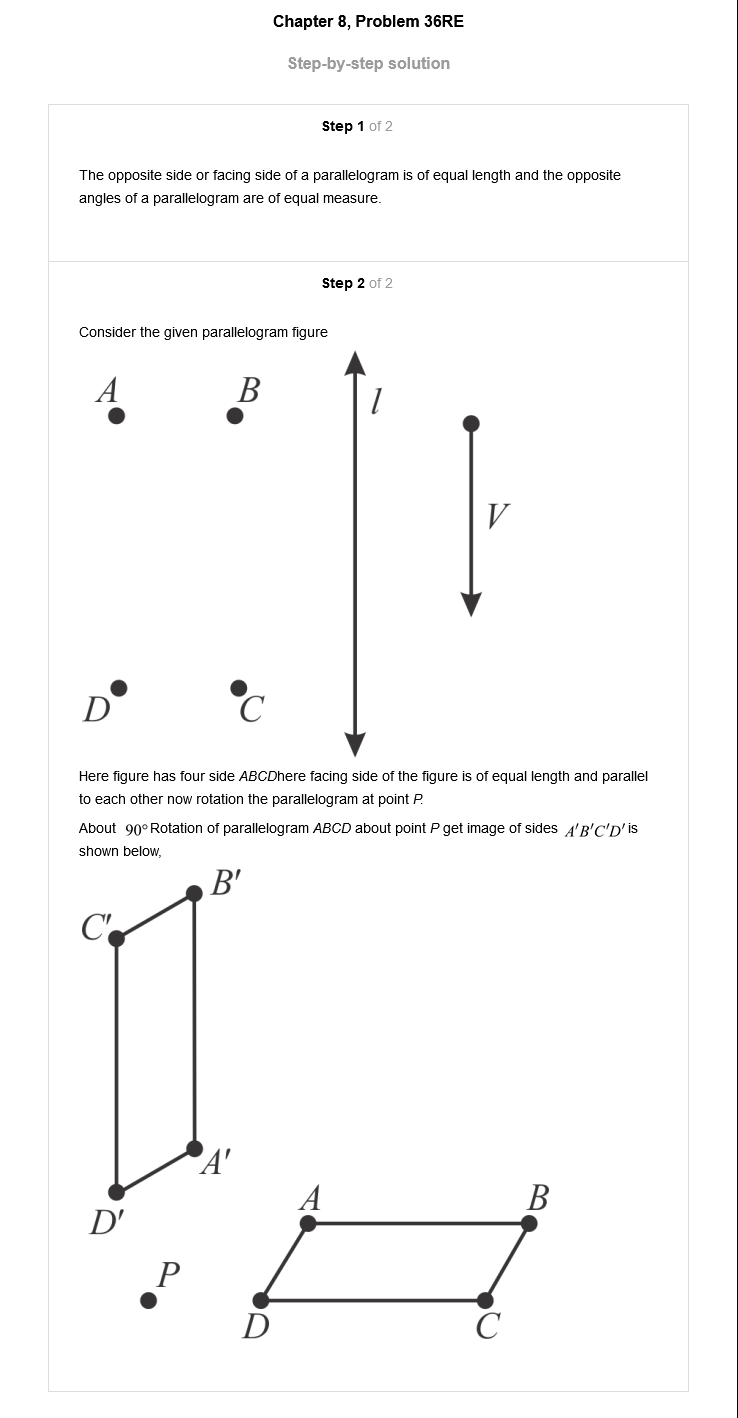 Chapter 8, Problem 36RE
Step-by-step solution
Step 1 of 2
The opposite side or facing side of a parallelogram is of equal length and the opposite
angles of a parallelogram are of equal measure.
Step 2 of 2
Consider the given parallelogram figure
A B l
V
D C
Here figure has four side ABCDhere facing side of the figure is of equal length and parallel
to each other now rotation the parallelogram at point P.
About 90° Rotation of parallelogram ABCD about point P get image of sides A'B'C'D' is
shown below,
B'
C'
A'
A B
D'
P
D C